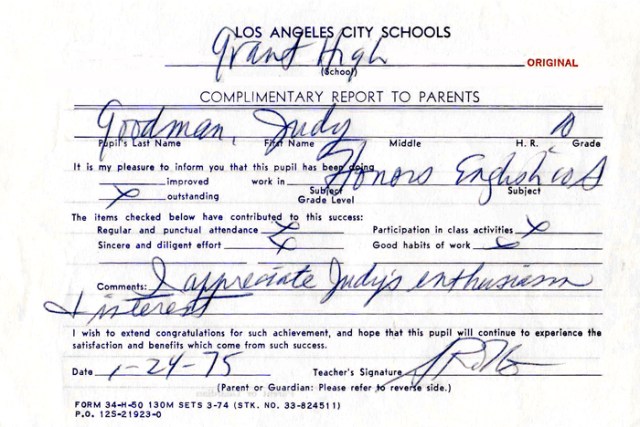 LOS ANGELES CITY SCHOOLS
Grant High
(School)
ORIGINAL
COMPLIMENTARY REPORT TO PARENTS
Goodman, Judy
Pupil's Last Name First Name Middle H. R. Grade
It is my pleasure to inform you that this pupil has been doing
improved work in Honors English
X outstanding Subject Grade Level Subject
The items checked below have contributed to this success:
Regular and punctual attendance X Participation in class activities X
Sincere and diligent effort X Good habits of work X
Comments: I appreciate Judy's enthusiasm
& interest
I wish to extend congratulations for such achievement, and hope that this pupil will continue to experience the
satisfaction and benefits which come from such success.
Date 1-24-75 Teacher's Signature
(Parent or Guardian: Please refer to reverse side.)
FORM 34-H-50 130M SETS 3-74 (STK. NO. 33-824511)
P.O. 125-21923-0